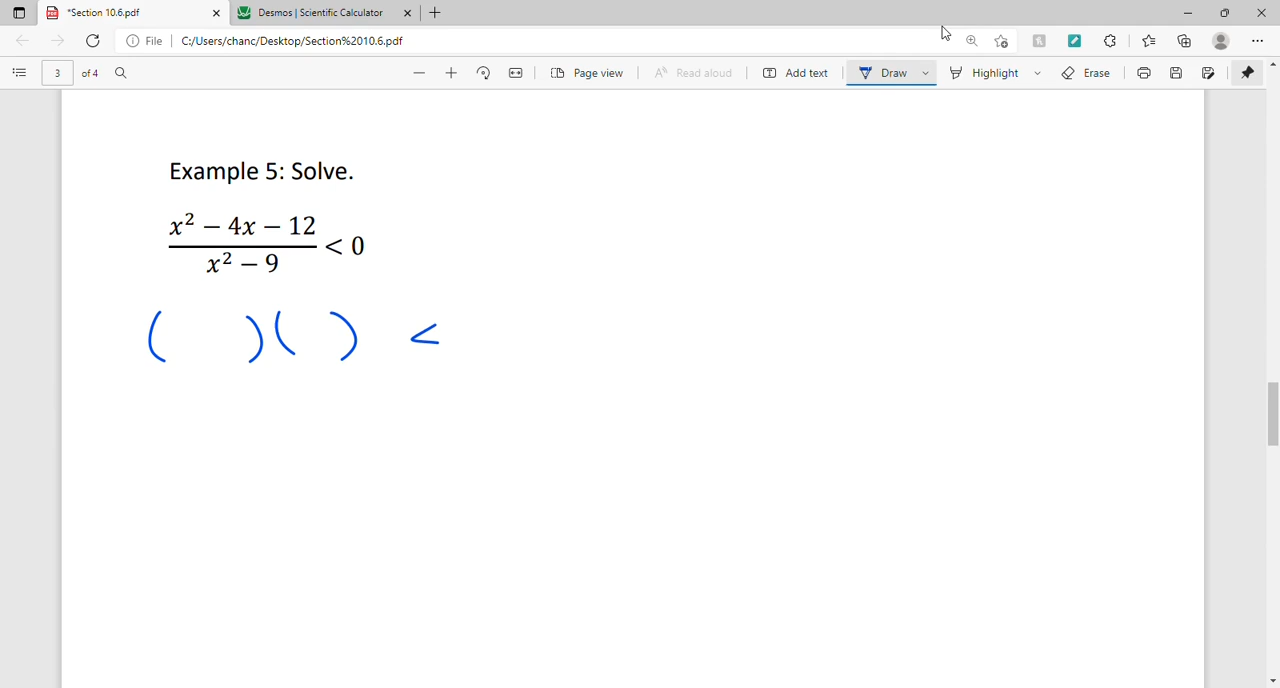 *Section 10.6.pdf
Desmos | Scientific Calculator
File | C:/Users/chanc/Desktop/Section%2010.6.pdf
3 of 4
Page view
Read aloud
Add text
Draw
Highlight
Erase
Example 5: Solve.
x² − 4x − 12
x² − 9
< 0
( )( ) <